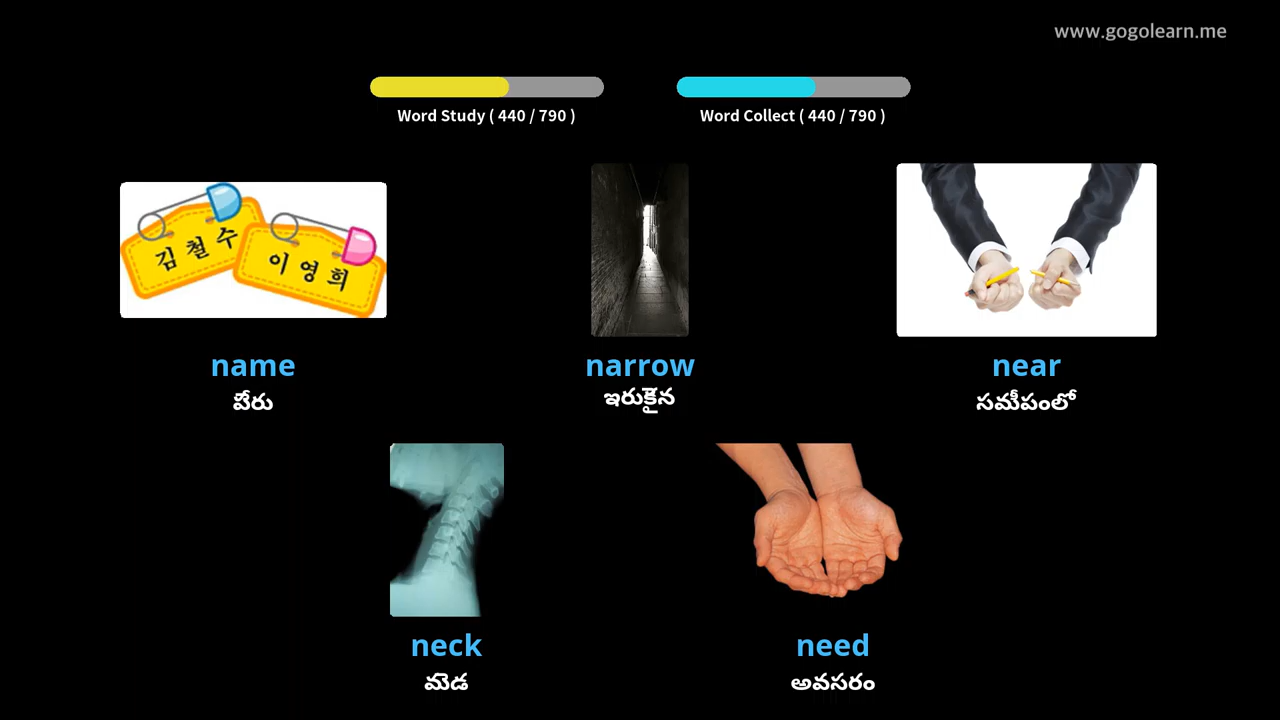 www.gogolearn.me
Word Study ( 440 / 790 )
Word Collect ( 440 / 790 )
김철수
이영희
name
పేరు
narrow
ఇరుకైన
near
సమీపంలో
neck
మెడ
need
అవసరం